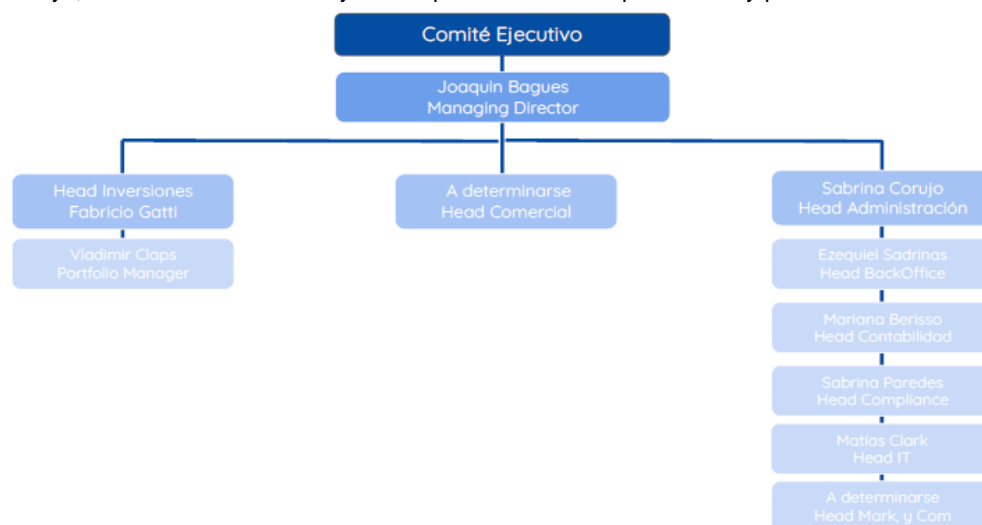 Comité Ejecutivo
Joaquin Bagues
Managing Director
Head Inversiones
Fabricio Gatti
Vladimir Claps
Portfolio Manager
A determinarse
Head Comercial
Sabrina Corujo
Head Administración
Ezequiel Sadrinas
Head BackOffice
Mariana Berisso
Head Contabilidad
Sabrina Paredes
Head Compliance
Matías Clark
Head IT
A determinarse
Head Mark, y Com